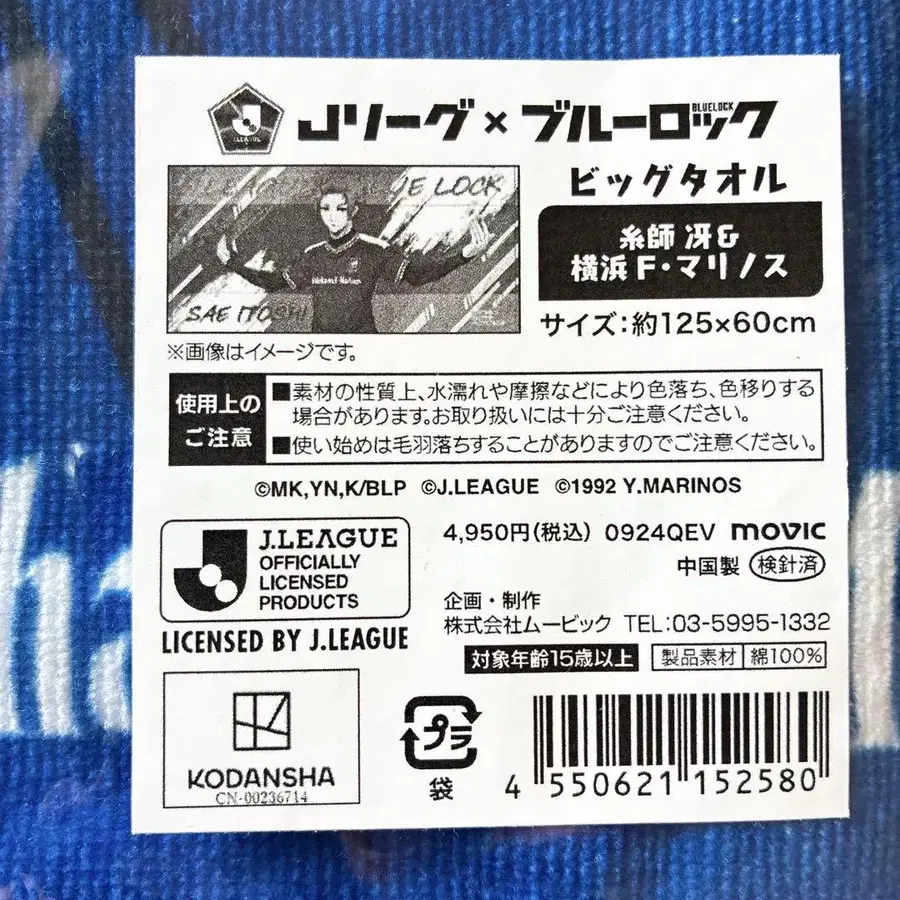 J.LEAGUE
Jリーグ×ブルーロック
BLUELOCK
ビッグタオル
糸師 冴&
横浜 F・マリノス
サイズ:約125×60cm
UE LOCK
SAE ITOSHI
※画像はイメージです。
使用上の
ご注意
■素材の性質上、水濡れや摩擦などにより色落ち、色移りする
場合があります。お取り扱いには十分ご注意ください。
■使い始めは毛羽落ちすることがありますのでご注意ください。
©MK,YN,K/BLP ©J.LEAGUE ©1992 Y.MARINOS
J.LEAGUE
OFFICIALLY
LICENSED
PRODUCTS
LICENSED BY J.LEAGUE
4,950円(税込) 0924QEV movic
中国製 検針済
企画・制作
株式会社ムービック TEL:03-5995-1332
対象年齢15歳以上 製品素材 綿100%
KODANSHA
CN-00236714
プラ
袋
4 550621 152580